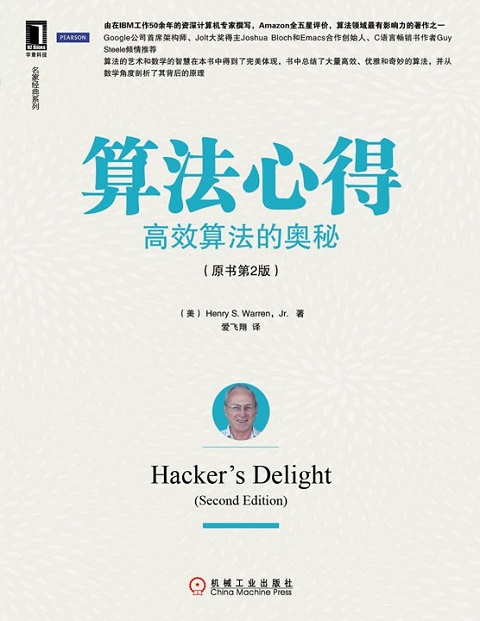 华章科技
PEARSON
名家经典系列
由在IBM工作50余年的资深计算机专家撰写，Amazon全五星评价，算法领域最有影响力的著作之一
Google公司首席架构师、Jolt大奖得主Joshua Bloch和Emacs合作创始人、C语言畅销书作者Guy
Steele倾情推荐
算法的艺术和数学的智慧在本书中得到了完美体现，书中总结了大量高效、优雅和奇妙的算法，并从
数学角度剖析了其背后的原理
算法心得
高效算法的奥秘
（原书第2版）
（美）Henry S. Warren，Jr. 著
爱飞翔 译
Hacker's Delight
(Second Edition)
机械工业出版社
China Machine Press